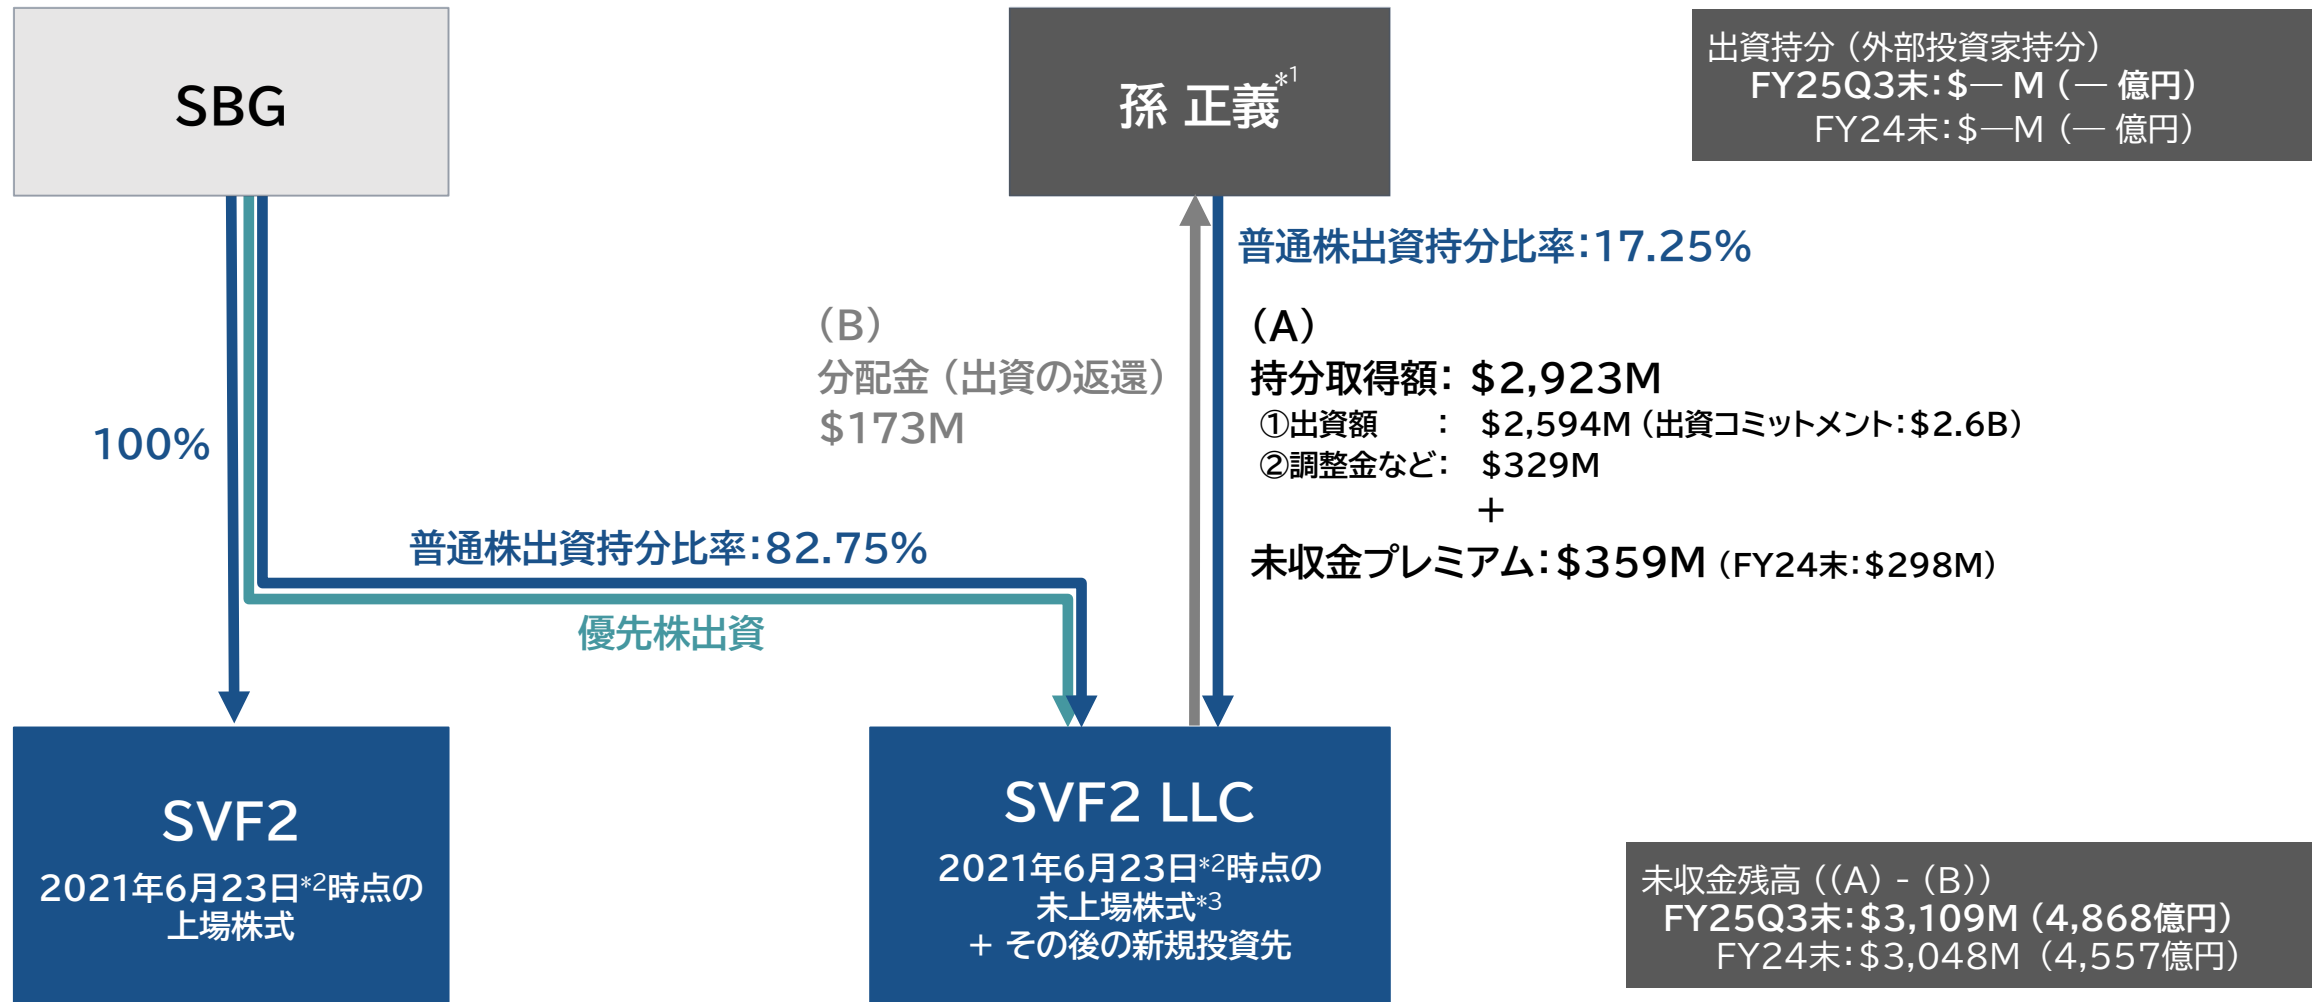 SBG
孫 正義*1
出資持分（外部投資家持分）
FY25Q3末：$― M（― 億円）
FY24末：$―M（― 億円）
普通株出資持分比率：17.25%
（B）
分配金（出資の返還）
$173M
（A）
持分取得額： $2,923M
①出資額 ： $2,594M（出資コミットメント：$2.6B）
②調整金など： $329M
+
未収金プレミアム：$359M（FY24末：$298M）
100%
普通株出資持分比率：82.75%
優先株出資
SVF2
2021年6月23日*2時点の
上場株式
SVF2 LLC
2021年6月23日*2時点の
未上場株式*3
+ その後の新規投資先
未収金残高（(A) - (B)）
FY25Q3末：$3,109M（4,868億円）
FY24末：$3,048M（4,557億円）